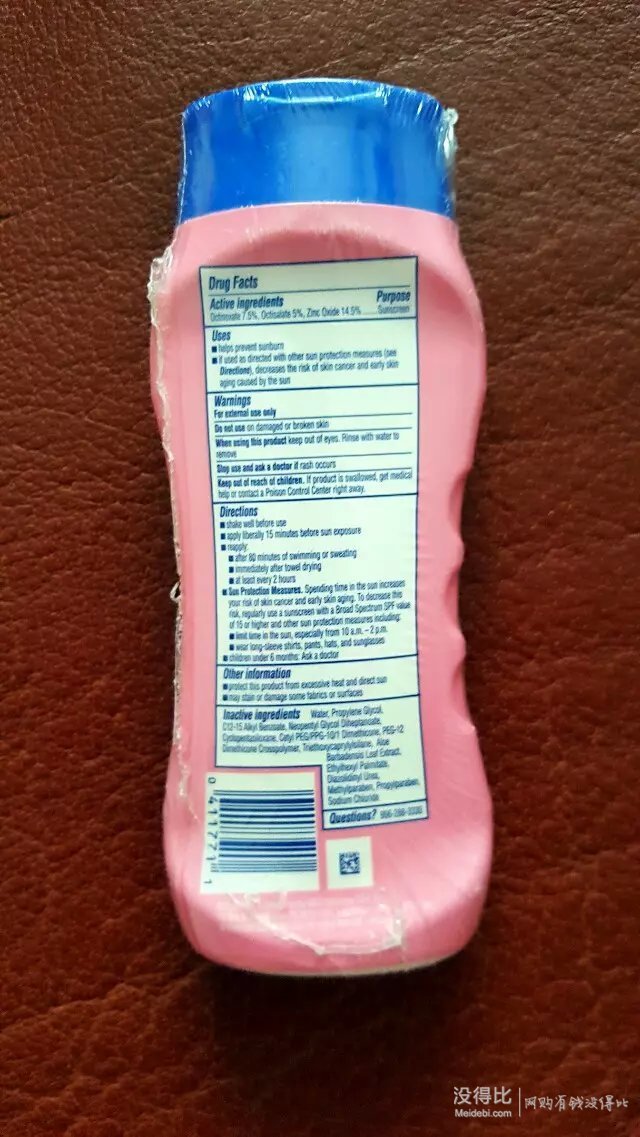 Drug Facts
Active ingredients Purpose
Octinoxate 7.5%, Octisalate 5%, Zinc Oxide 14.5% Sunscreen
Uses
■ helps prevent sunburn
■ if used as directed with other sun protection measures (see
Directions), decreases the risk of skin cancer and early skin
aging caused by the sun
Warnings
For external use only
Do not use on damaged or broken skin
When using this product keep out of eyes. Rinse with water to
remove
Stop use and ask a doctor if rash occurs
Keep out of reach of children. If product is swallowed, get medical
help or contact a Poison Control Center right away.
Directions
■ shake well before use
■ apply liberally 15 minutes before sun exposure
■ reapply:
■ after 80 minutes of swimming or sweating
■ immediately after towel drying
■ at least every 2 hours
■ Sun Protection Measures. Spending time in the sun increases
your risk of skin cancer and early skin aging. To decrease this
risk, regularly use a sunscreen with a Broad Spectrum SPF value
of 15 or higher and other sun protection measures including:
■ limit time in the sun, especially from 10 a.m. – 2 p.m.
■ wear long-sleeve shirts, pants, hats, and sunglasses
■ children under 6 months: Ask a doctor
Other information
■ protect this product from excessive heat and direct sun
■ may stain or damage some fabrics or surfaces
Inactive ingredients Water, Propylene Glycol,
C12-15 Alkyl Benzoate, Neopentyl Glycol Diheptanoate,
Cyclopentasiloxane, Cetyl PEG/PPG-10/1 Dimethicone, PEG-12
Dimethicone Crosspolymer, Triethoxycaprylylsilane, Aloe
Barbadensis Leaf Extract,
Ethylhexyl Palmitate,
Diazolidinyl Urea,
Methylparaben, Propylparaben,
Sodium Chloride
Questions? 866-288-3330
0 41177 1
没得比
Meidebi.com
网购有钱没得比